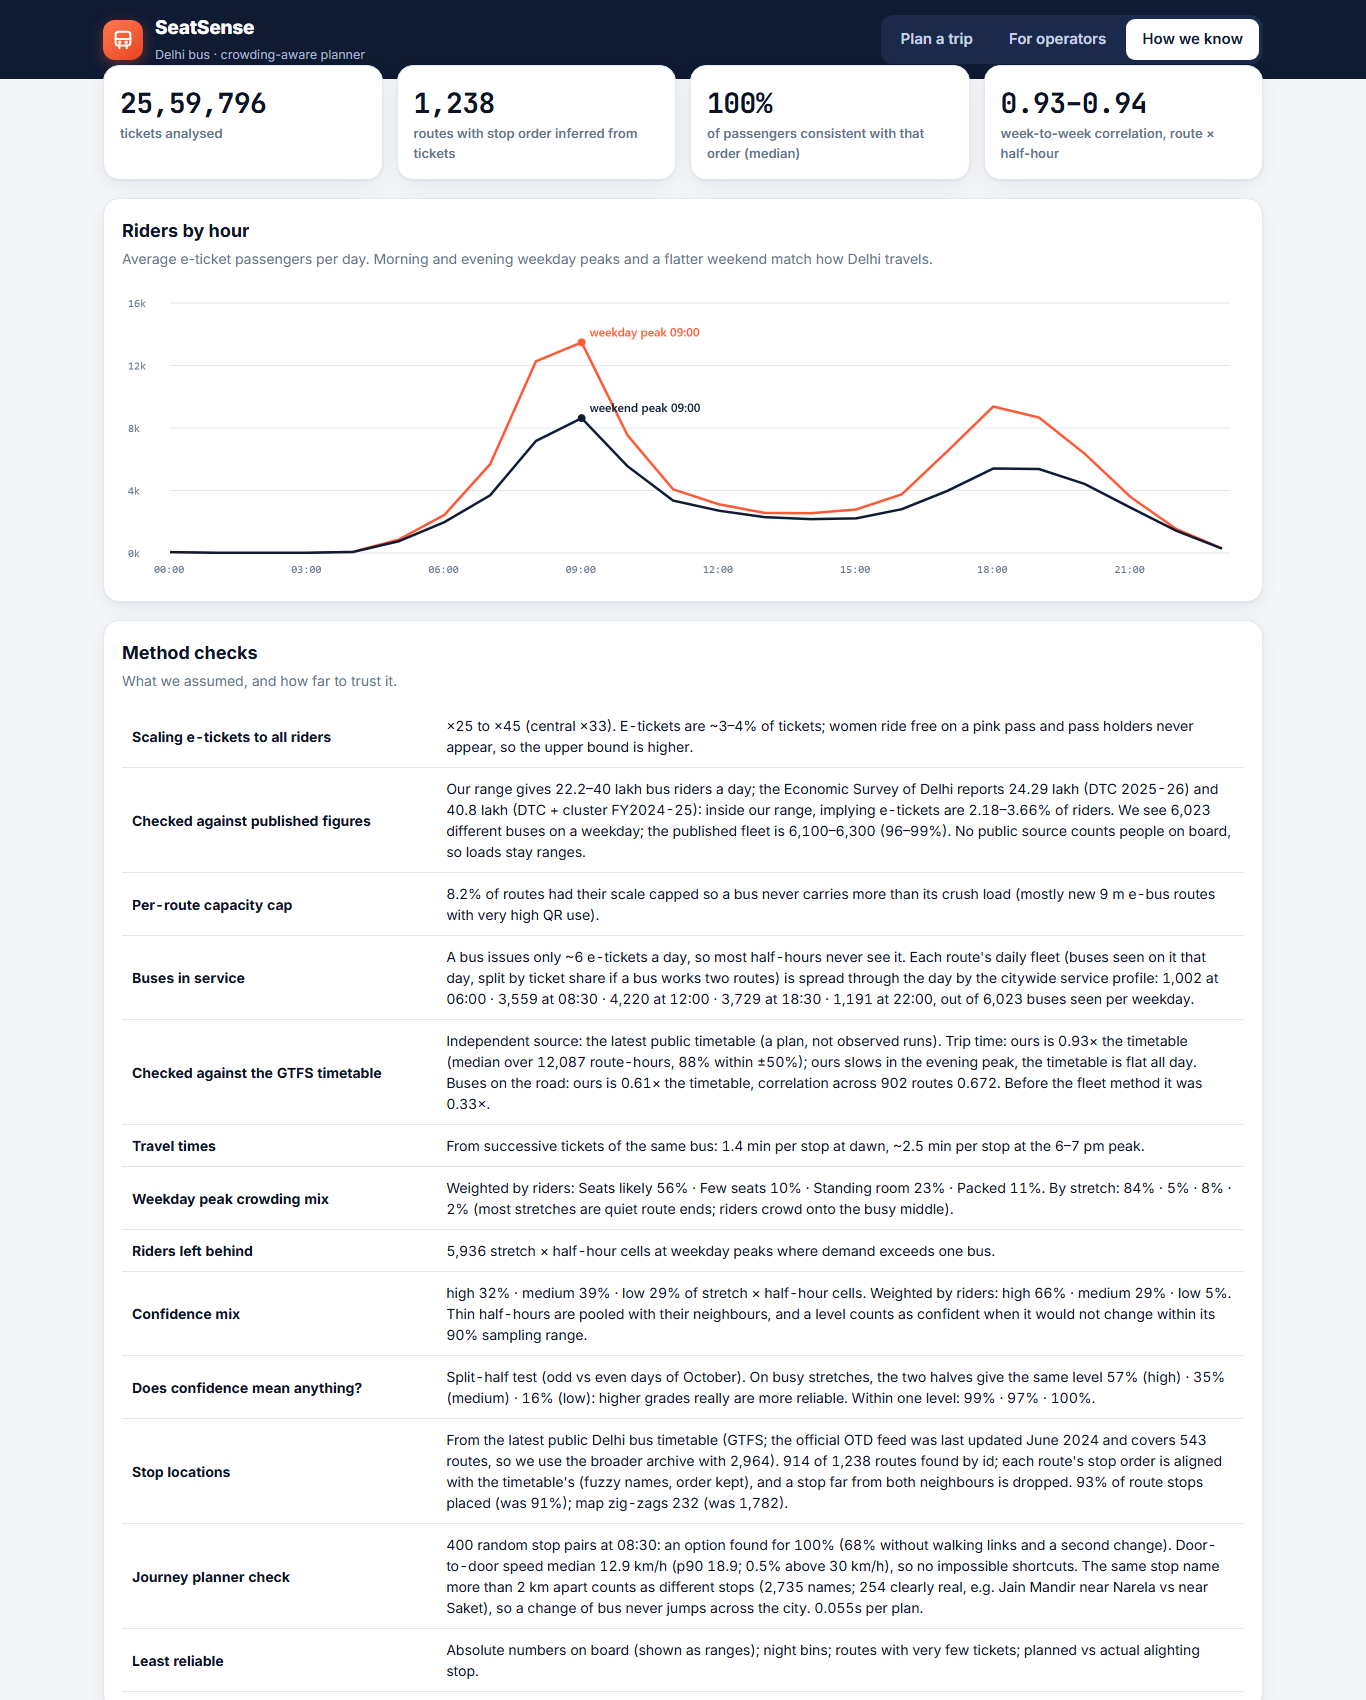 SeatSense
Delhi bus · crowding-aware planner
Plan a trip
For operators
How we know
25,59,796
tickets analysed
1,238
routes with stop order inferred from
tickets
100%
of passengers consistent with that
order (median)
0.93–0.94
week-to-week correlation, route ×
half-hour
Riders by hour
Average e-ticket passengers per day. Morning and evening weekday peaks and a flatter weekend match how Delhi travels.
16k
12k
8k
4k
0k
weekday peak 09:00
weekend peak 09:00
00:00
03:00
06:00
09:00
12:00
15:00
18:00
21:00
Method checks
What we assumed, and how far to trust it.
Scaling e-tickets to all riders
×25 to ×45 (central ×33). E-tickets are ~3–4% of tickets; women ride free on a pink pass and pass holders never
appear, so the upper bound is higher.
Checked against published figures
Our range gives 22.2–40 lakh bus riders a day; the Economic Survey of Delhi reports 24.29 lakh (DTC 2025-26) and
40.8 lakh (DTC + cluster FY2024-25): inside our range, implying e-tickets are 2.18–3.66% of riders. We see 6,023
different buses on a weekday; the published fleet is 6,100–6,300 (96–99%). No public source counts people on board,
so loads stay ranges.
Per-route capacity cap
8.2% of routes had their scale capped so a bus never carries more than its crush load (mostly new 9 m e-bus routes
with very high QR use).
Buses in service
A bus issues only ~6 e-tickets a day, so most half-hours never see it. Each route's daily fleet (buses seen on it that
day, split by ticket share if a bus works two routes) is spread through the day by the citywide service profile: 1,002 at
06:00 · 3,559 at 08:30 · 4,220 at 12:00 · 3,729 at 18:30 · 1,191 at 22:00, out of 6,023 buses seen per weekday.
Checked against the GTFS timetable
Independent source: the latest public timetable (a plan, not observed runs). Trip time: ours is 0.93× the timetable
(median over 12,087 route-hours, 88% within ±50%); ours slows in the evening peak, the timetable is flat all day.
Buses on the road: ours is 0.61× the timetable, correlation across 902 routes 0.672. Before the fleet method it was
0.33×.
Travel times
From successive tickets of the same bus: 1.4 min per stop at dawn, ~2.5 min per stop at the 6–7 pm peak.
Weekday peak crowding mix
Weighted by riders: Seats likely 56% · Few seats 10% · Standing room 23% · Packed 11%. By stretch: 84% · 5% · 8% ·
2% (most stretches are quiet route ends; riders crowd onto the busy middle).
Riders left behind
5,936 stretch × half-hour cells at weekday peaks where demand exceeds one bus.
Confidence mix
high 32% · medium 39% · low 29% of stretch × half-hour cells. Weighted by riders: high 66% · medium 29% · low 5%.
Thin half-hours are pooled with their neighbours, and a level counts as confident when it would not change within its
90% sampling range.
Does confidence mean anything?
Split-half test (odd vs even days of October). On busy stretches, the two halves give the same level 57% (high) · 35%
(medium) · 16% (low): higher grades really are more reliable. Within one level: 99% · 97% · 100%.
Stop locations
From the latest public Delhi bus timetable (GTFS; the official OTD feed was last updated June 2024 and covers 543
routes, so we use the broader archive with 2,964). 914 of 1,238 routes found by id; each route's stop order is aligned
with the timetable's (fuzzy names, order kept), and a stop far from both neighbours is dropped. 93% of route stops
placed (was 91%); map zig-zags 232 (was 1,782).
Journey planner check
400 random stop pairs at 08:30: an option found for 100% (68% without walking links and a second change). Door-
to-door speed median 12.9 km/h (p90 18.9; 0.5% above 30 km/h), so no impossible shortcuts. The same stop name
more than 2 km apart counts as different stops (2,735 names; 254 clearly real, e.g. Jain Mandir near Narela vs near
Saket), so a change of bus never jumps across the city. 0.055s per plan.
Least reliable
Absolute numbers on board (shown as ranges); night bins; routes with very few tickets; planned vs actual alighting
stop.